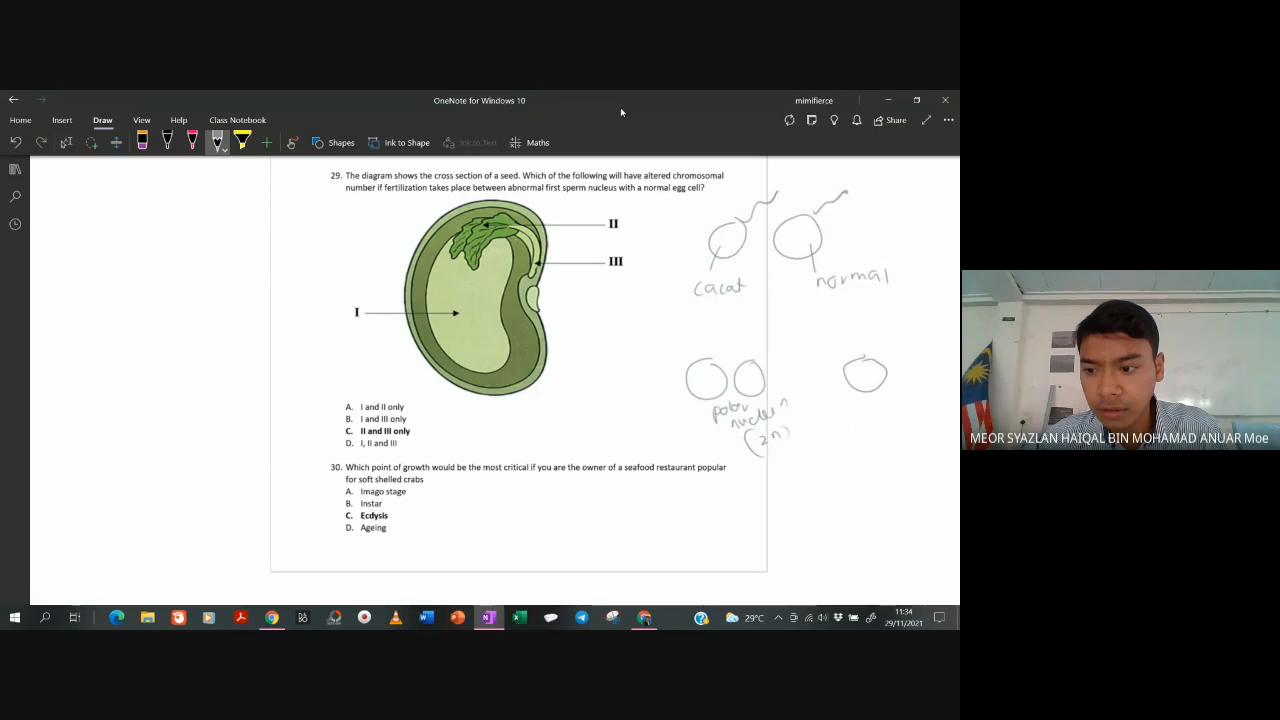 OneNote for Windows 10
mimifierce
Home Insert Draw View Help Class Notebook
Share
Shapes Ink to Shape Ink to Text Maths
29. The diagram shows the cross section of a seed. Which of the following will have altered chromosomal
number if fertilization takes place between abnormal first sperm nucleus with a normal egg cell?
II
III
I
cacat
normal
polar
nuclei n
(2n)
A. I and II only
B. I and III only
C. II and III only
D. I, II and III
30. Which point of growth would be the most critical if you are the owner of a seafood restaurant popular
for soft shelled crabs
A. Imago stage
B. Instar
C. Ecdysis
D. Ageing
MEOR SYAZLAN HAIQAL BIN MOHAMAD ANUAR Moe
29°C
11:34
29/11/2021